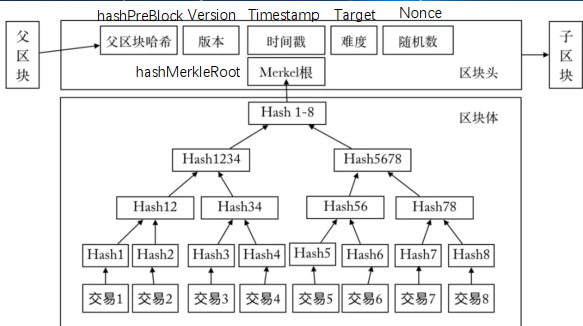 hashPreBlock Version Timestamp Target Nonce
父区块 父区块哈希 版本 时间戳 难度 随机数 子区块
hashMerkleRoot Merkel根 区块头
Hash 1-8 区块体
Hash1234 Hash5678
Hash12 Hash34 Hash56 Hash78
Hash1 Hash2 Hash3 Hash4 Hash5 Hash6 Hash7 Hash8
交易1 交易2 交易3 交易4 交易5 交易6 交易7 交易8